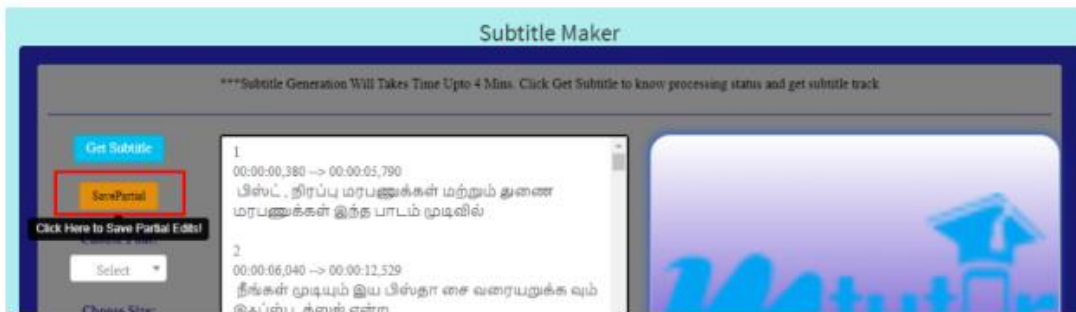 Subtitle Maker
***Subtitle Generation Will Takes Time Upto 4 Mins. Click Get Subtitle to know processing status and get subtitle track
Get Subtitle
SavePartial
Click Here to Save Partial Edits!
Select
Choose Size:
1
00:00:00,380 --> 00:00:05,790
பிஸ்ட் , நிரப்பு மரபணுக்கள் மற்றும் துணை
மரபணுக்கள் இந்த பாடம் முடிவில்
2
00:00:06,040 --> 00:00:12,529
நீங்கள் முடியும் இய பிஸ்தா சை வரையறுக்க வும்
mtutor